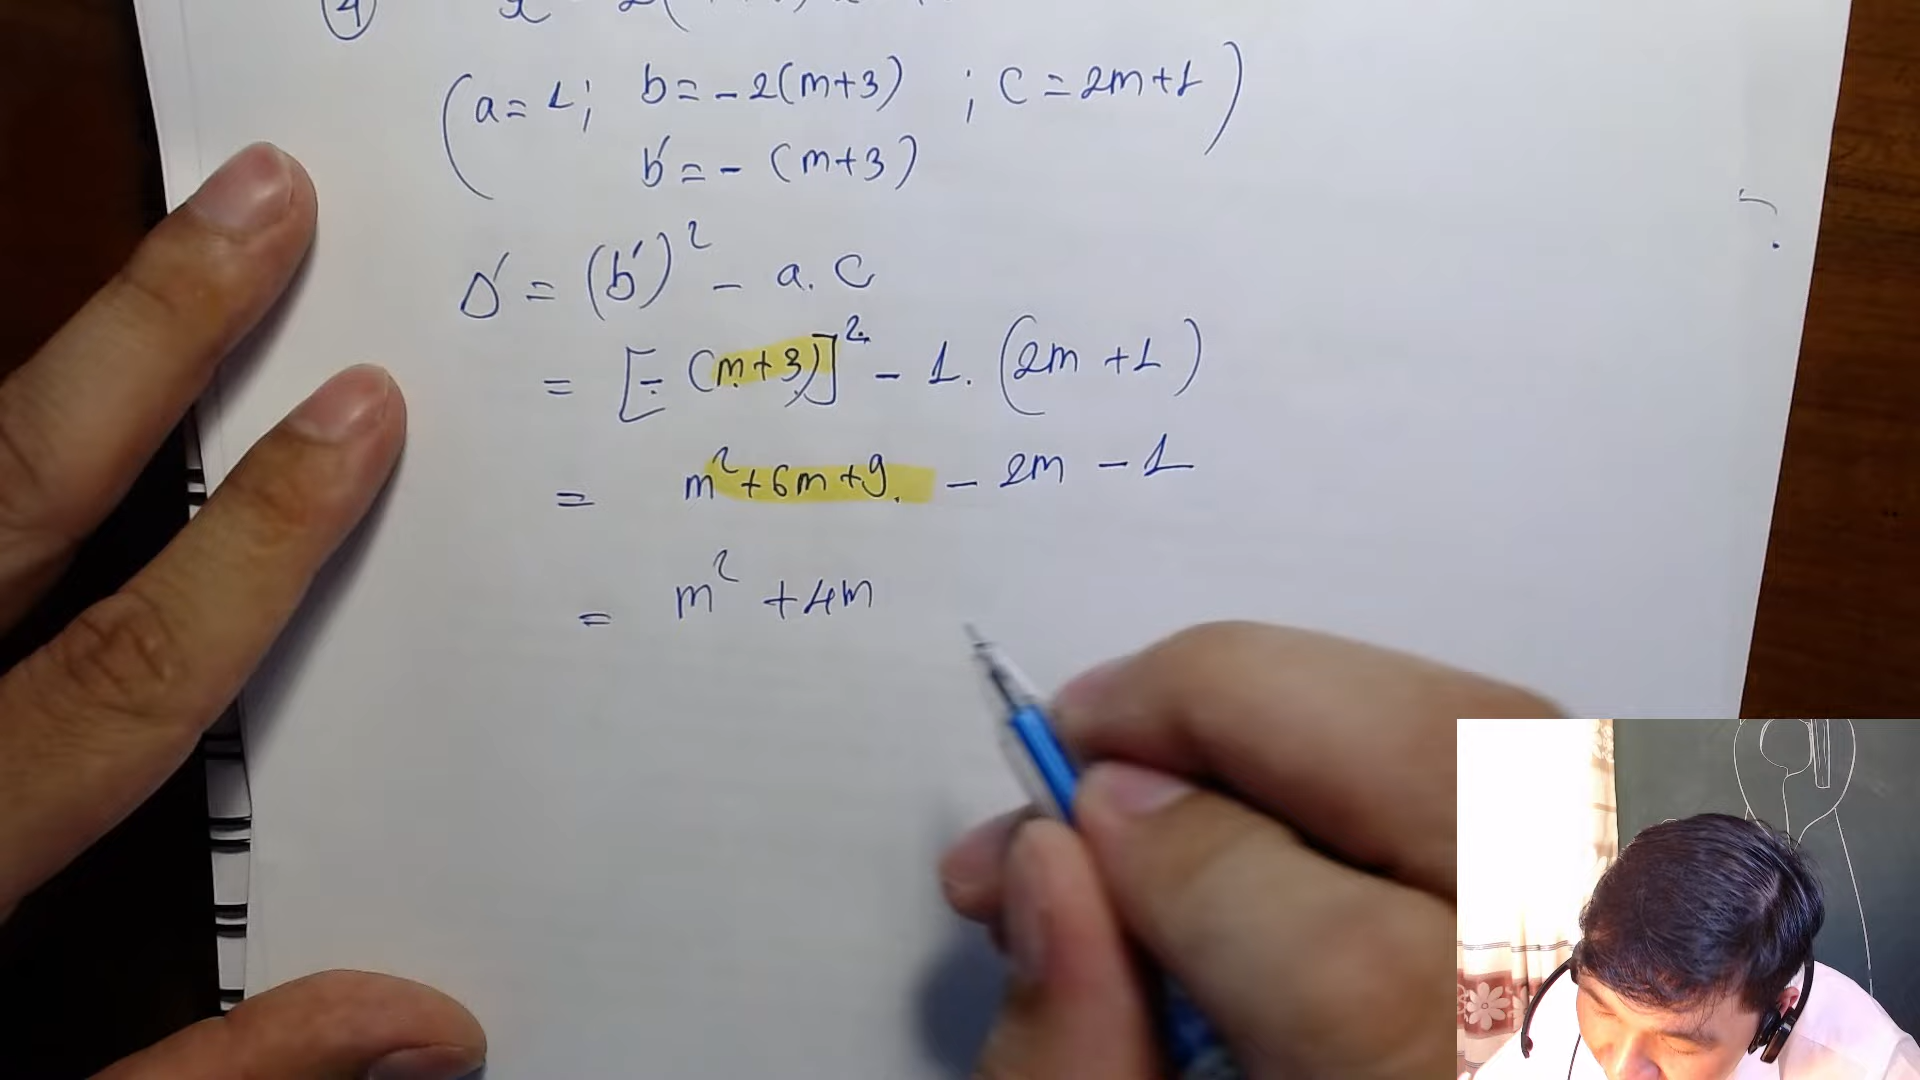 (a = 1; b = -2(m+3) ; c = 2m+1)
b' = - (m+3)
Δ' = (b')² - a.c
= [- (m+3)]² - 1. (2m+1)
= m²+6m+9 - 2m - 1
= m² +4m